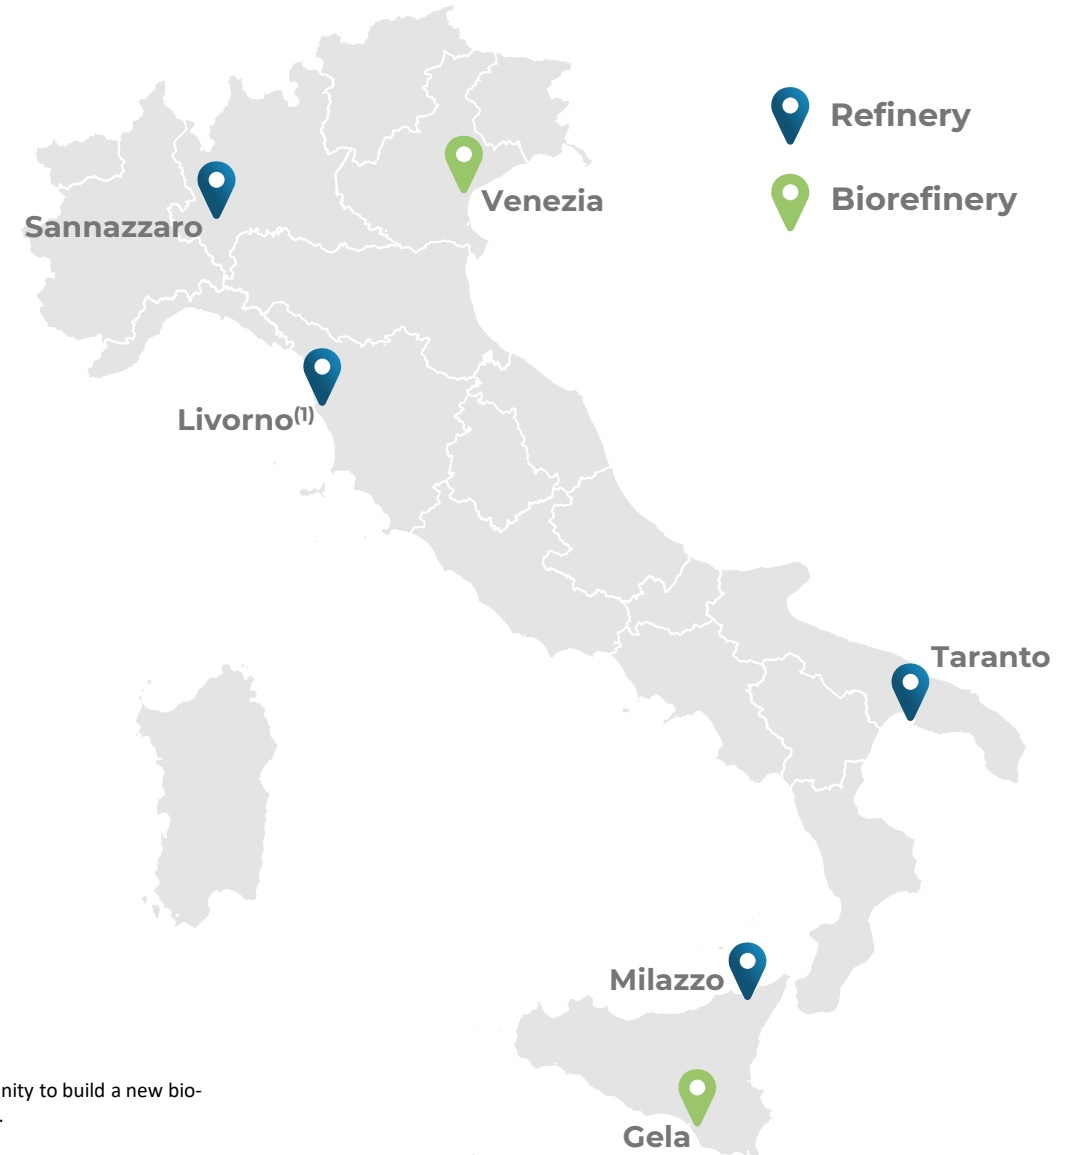 Refinery
Biorefinery
Venezia
Sannazzaro
Livorno(1)
Taranto
Milazzo
nity to build a new bio-
.
Gela